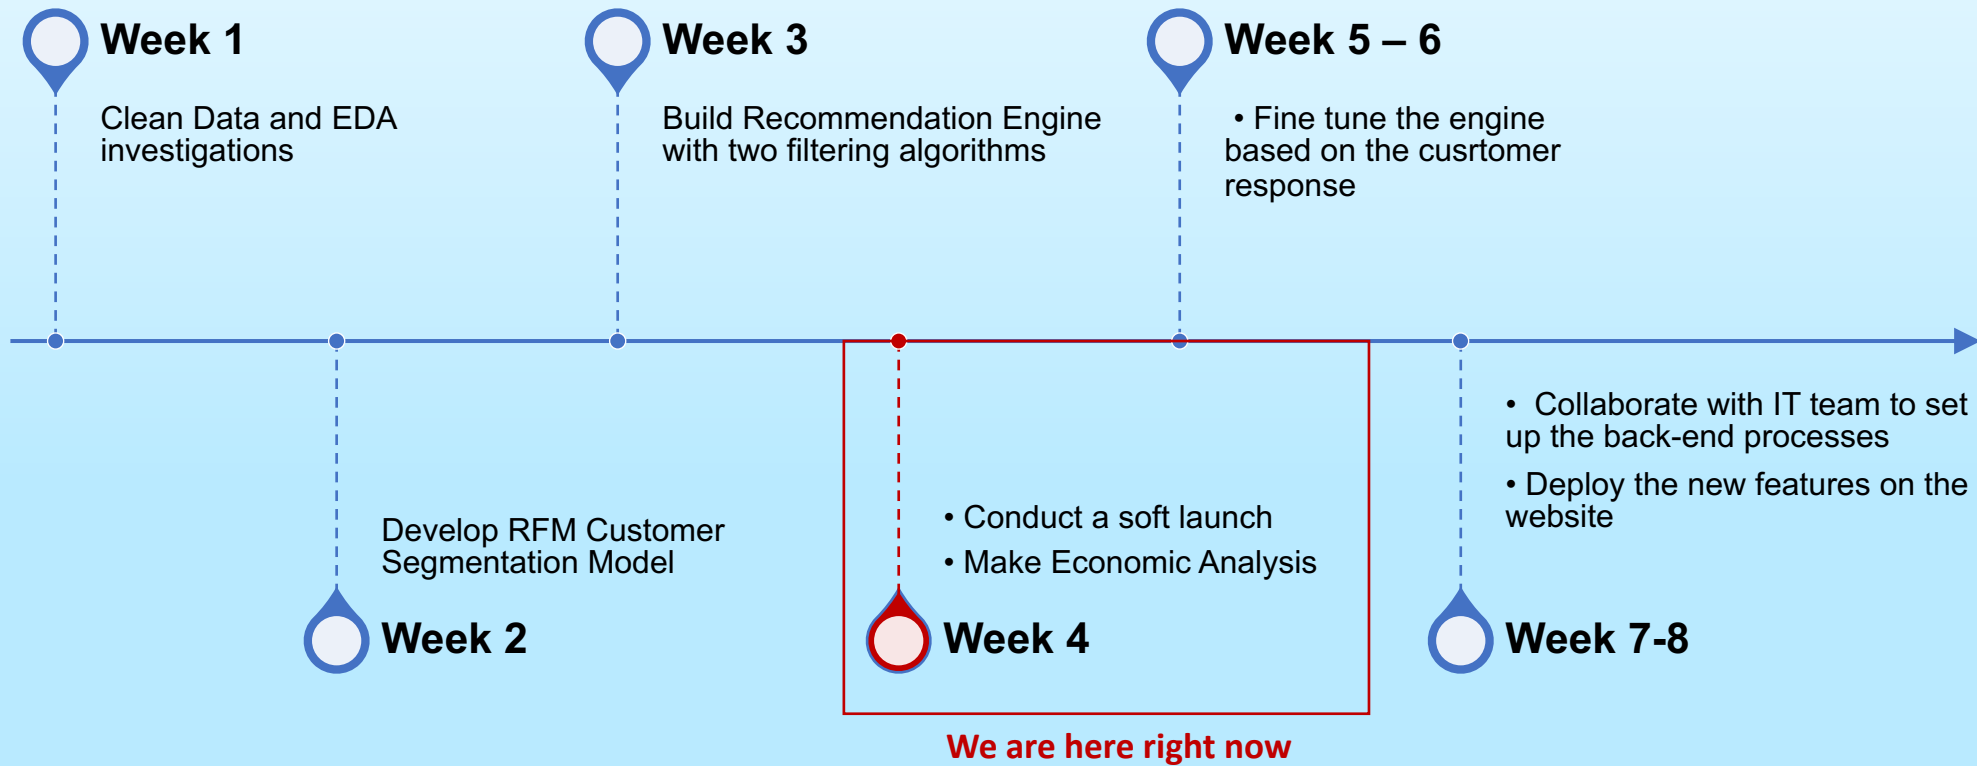 Week 1
Clean Data and EDA
investigations
Week 3
Build Recommendation Engine
with two filtering algorithms
Week 5 – 6
• Fine tune the engine
based on the cusrtomer
response
Develop RFM Customer
Segmentation Model
Week 2
• Conduct a soft launch
• Make Economic Analysis
Week 4
• Collaborate with IT team to set
up the back-end processes
• Deploy the new features on the
website
Week 7-8
We are here right now